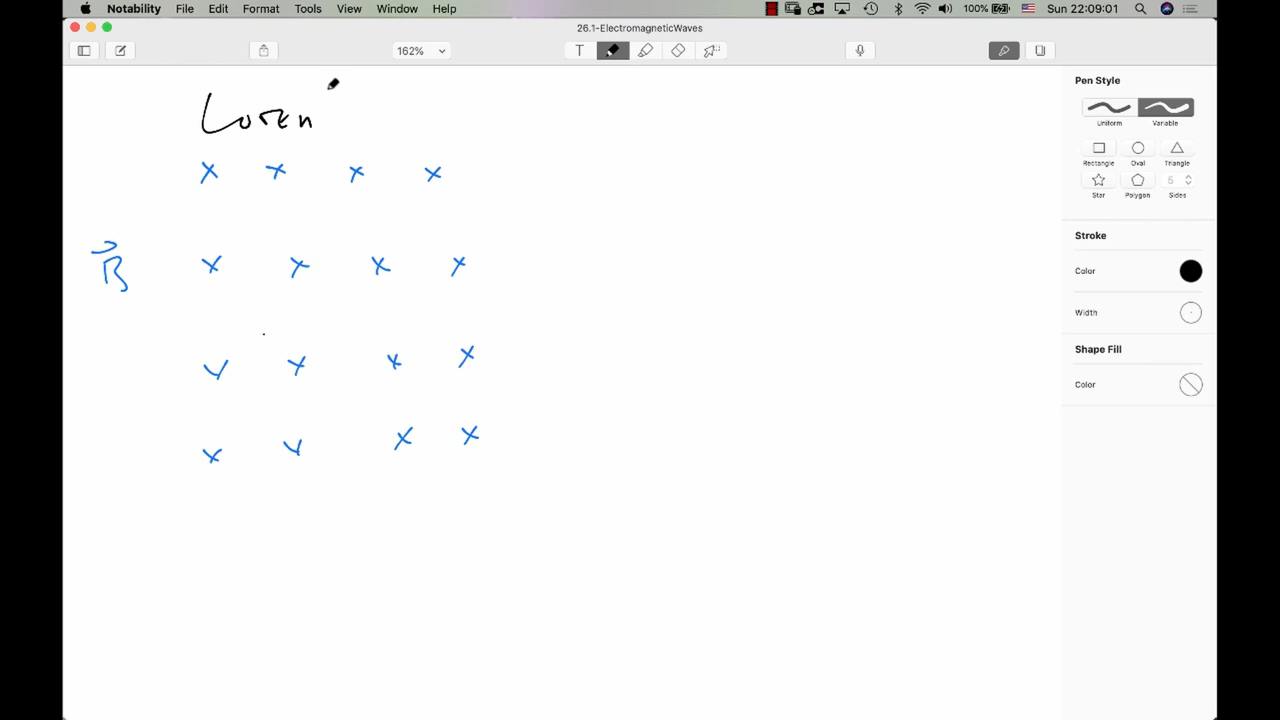 Notability File Edit Format Tools View Window Help 100% Sun 22:09:01
26.1-ElectromagneticWaves
162% T
Pen Style
Uniform Variable
Rectangle Oval Triangle
5
Star Polygon Sides
Stroke
Color
Width
Shape Fill
Color
Loren
x x x x
B x x x x
x x x x
x x x x